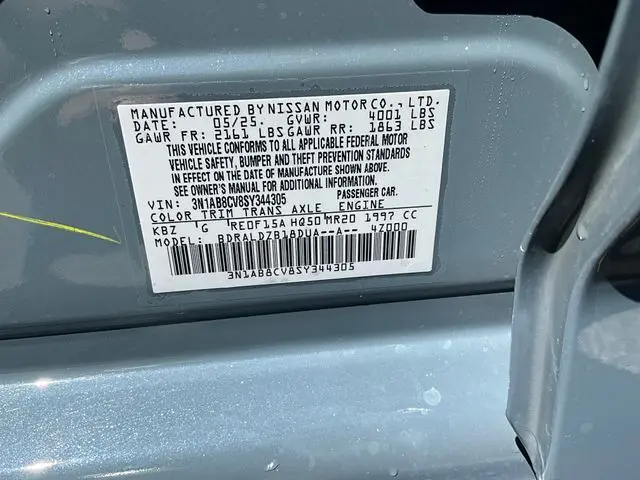 MANUFACTURED BY NISSAN MOTOR CO., LTD.
DATE: 05/25. GVWR: 4001 LBS
GAWR FR: 2161 LBS GAWR RR: 1863 LBS
THIS VEHICLE CONFORMS TO ALL APPLICABLE FEDERAL MOTOR
VEHICLE SAFETY, BUMPER AND THEFT PREVENTION STANDARDS
IN EFFECT ON THE DATE OF MANUFACTURE SHOWN ABOVE.
SEE OWNER'S MANUAL FOR ADDITIONAL INFORMATION
VIN: 3N1AB8CV8SY344305 PASSENGER CAR.
COLOR TRIM TRANS AXLE ENGINE
KBZ G RE0F15A HQ50 MR20 1997 CC
MODEL: BDRALDZB18DUA--A-- 4Z000
3N1AB8CV8SY344305